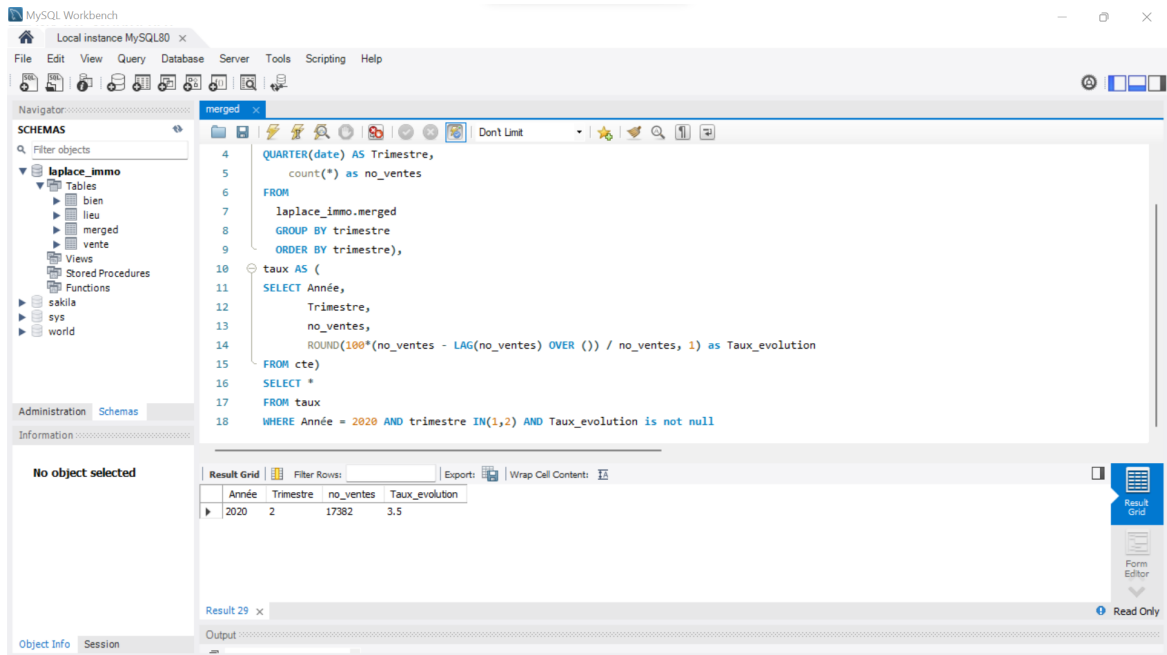 MySQL Workbench
Local instance MySQL80
File Edit View Query Database Server Tools Scripting Help
Navigator
SCHEMAS
Filter objects
laplace_immo
Tables
bien
lieu
merged
vente
Views
Stored Procedures
Functions
sakila
sys
world
Administration Schemas
Information
No object selected
Object Info Session
merged
Don't Limit
4 QUARTER(date) AS Trimestre,
5 count(*) as no_ventes
6 FROM
7 laplace_immo.merged
8 GROUP BY trimestre
9 ORDER BY trimestre),
10 taux AS (
11 SELECT Année,
12 Trimestre,
13 no_ventes,
14 ROUND(100*(no_ventes - LAG(no_ventes) OVER ()) / no_ventes, 1) as Taux_evolution
15 FROM cte)
16 SELECT *
17 FROM taux
18 WHERE Année = 2020 AND trimestre IN(1,2) AND Taux_evolution is not null
Result Grid Filter Rows: Export: Wrap Cell Content:
Année Trimestre no_ventes Taux_evolution
2020 2 17382 3.5
Result
Grid
Form
Editor
Result 29
Read Only
Output